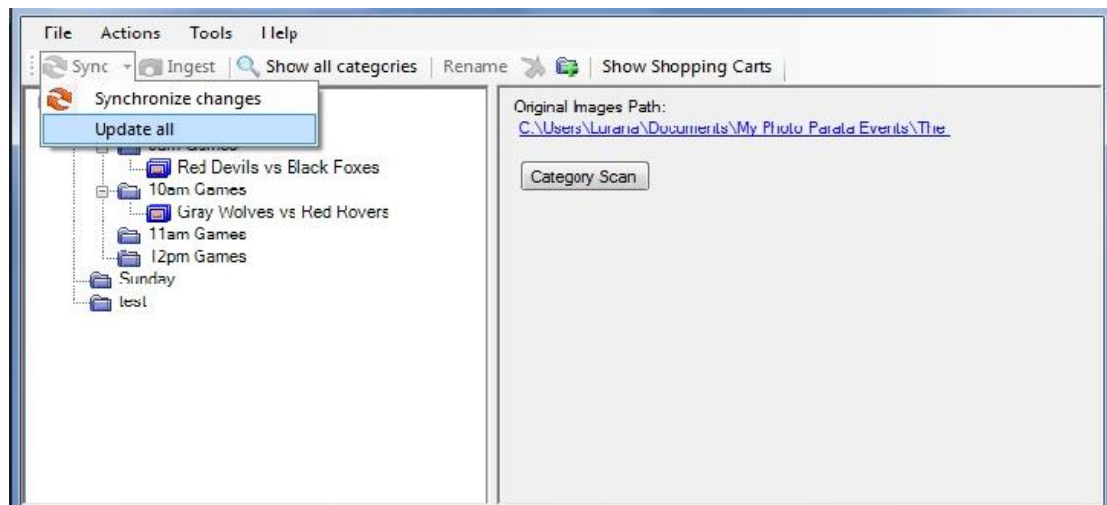 File Actions Tools Help
Sync Ingest Show all categories Rename Show Shopping Carts
Synchronize changes
Update all
Games
Red Devils vs Black Foxes
10am Games
Gray Wolves vs Red Rovers
11am Games
12pm Games
Sunday
test
Original Images Path:
C:\Users\Lurana\Documents\My Photo Parata Events\The
Category Scan